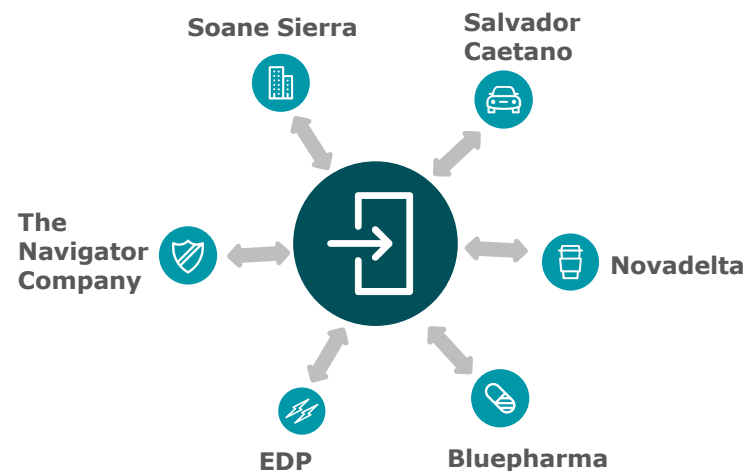 Soane Sierra
Salvador
Caetano
The
Navigator
Company
Novadelta
EDP
Bluepharma